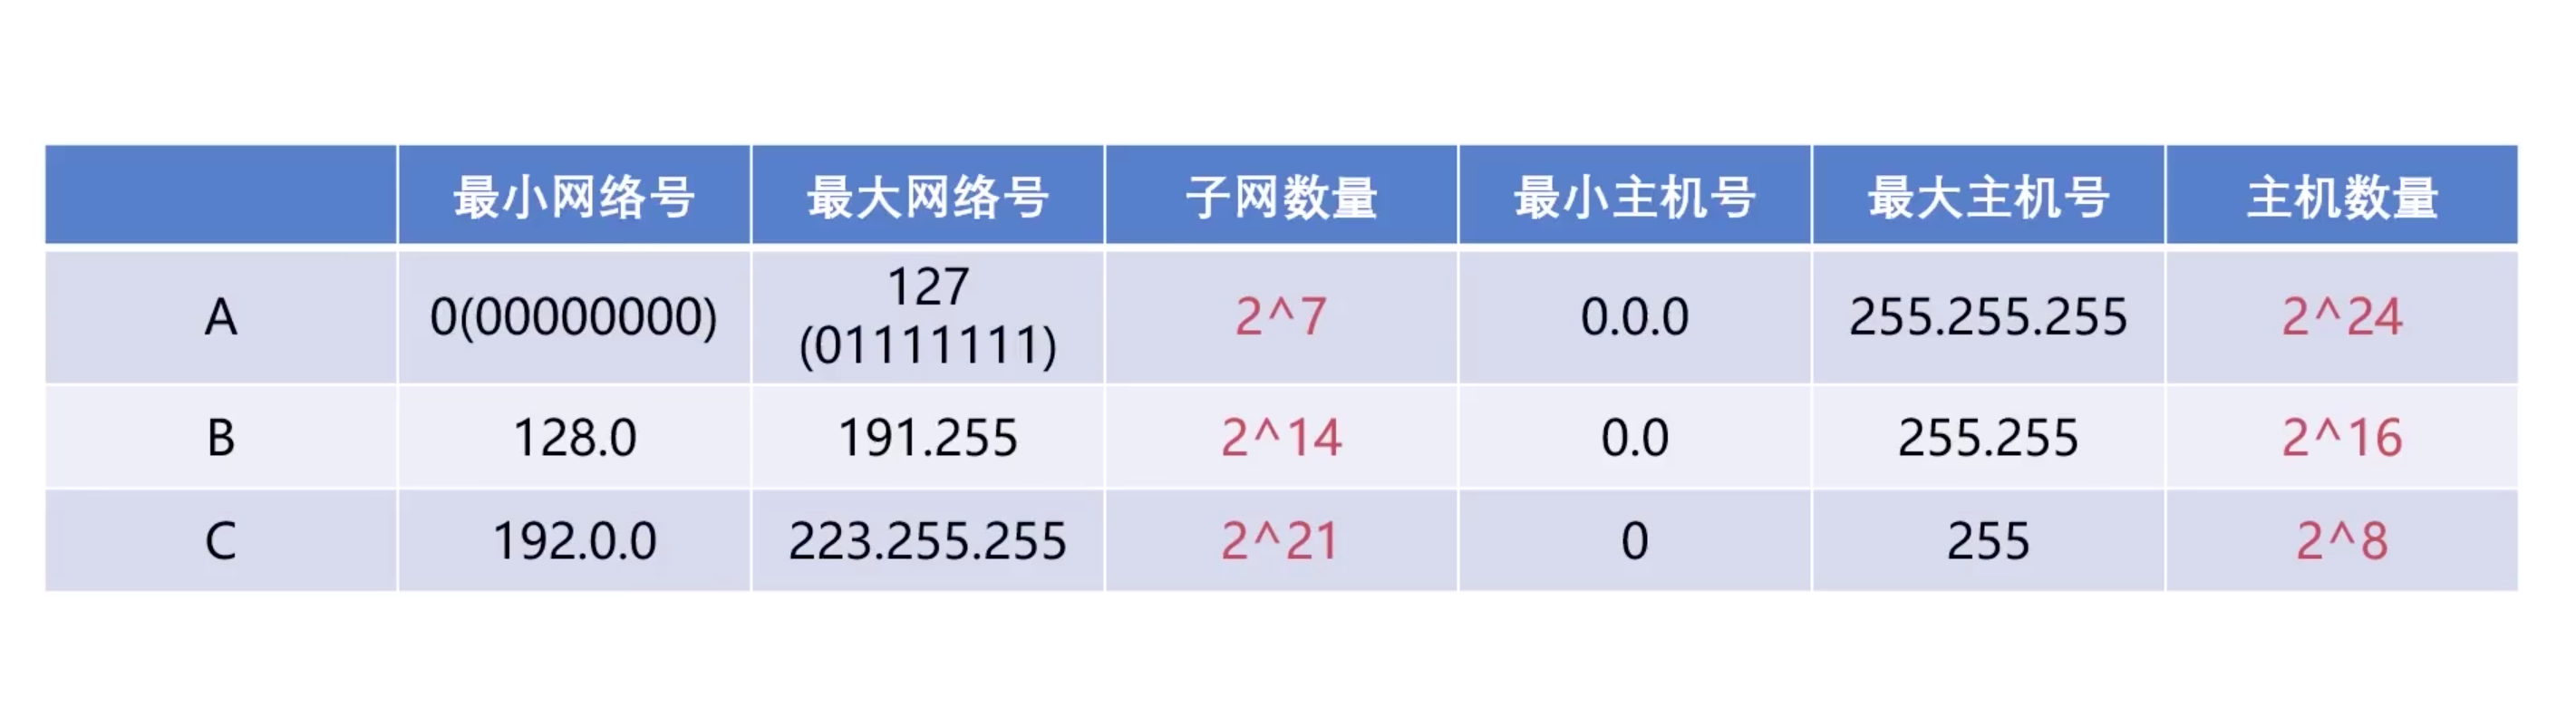 最小网络号 最大网络号 子网数量 最小主机号 最大主机号 主机数量
A 0(00000000) 127 (01111111) 2^7 0.0.0 255.255.255 2^24
B 128.0 191.255 2^14 0.0 255.255 2^16
C 192.0.0 223.255.255 2^21 0 255 2^8